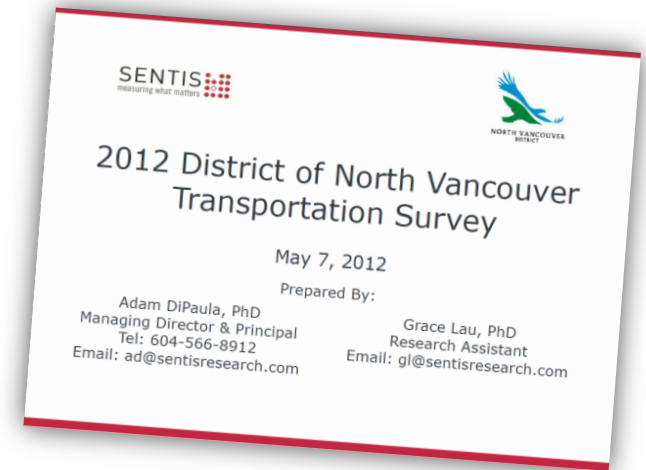 SENTIS
measuring what matters
NORTH VANCOUVER
DISTRICT
2012 District of North Vancouver
Transportation Survey
May 7, 2012
Prepared By:
Adam DiPaula, PhD
Managing Director & Principal
Tel: 604-566-8912
Email: ad@sentisresearch.com
Grace Lau, PhD
Research Assistant
Email: gl@sentisresearch.com